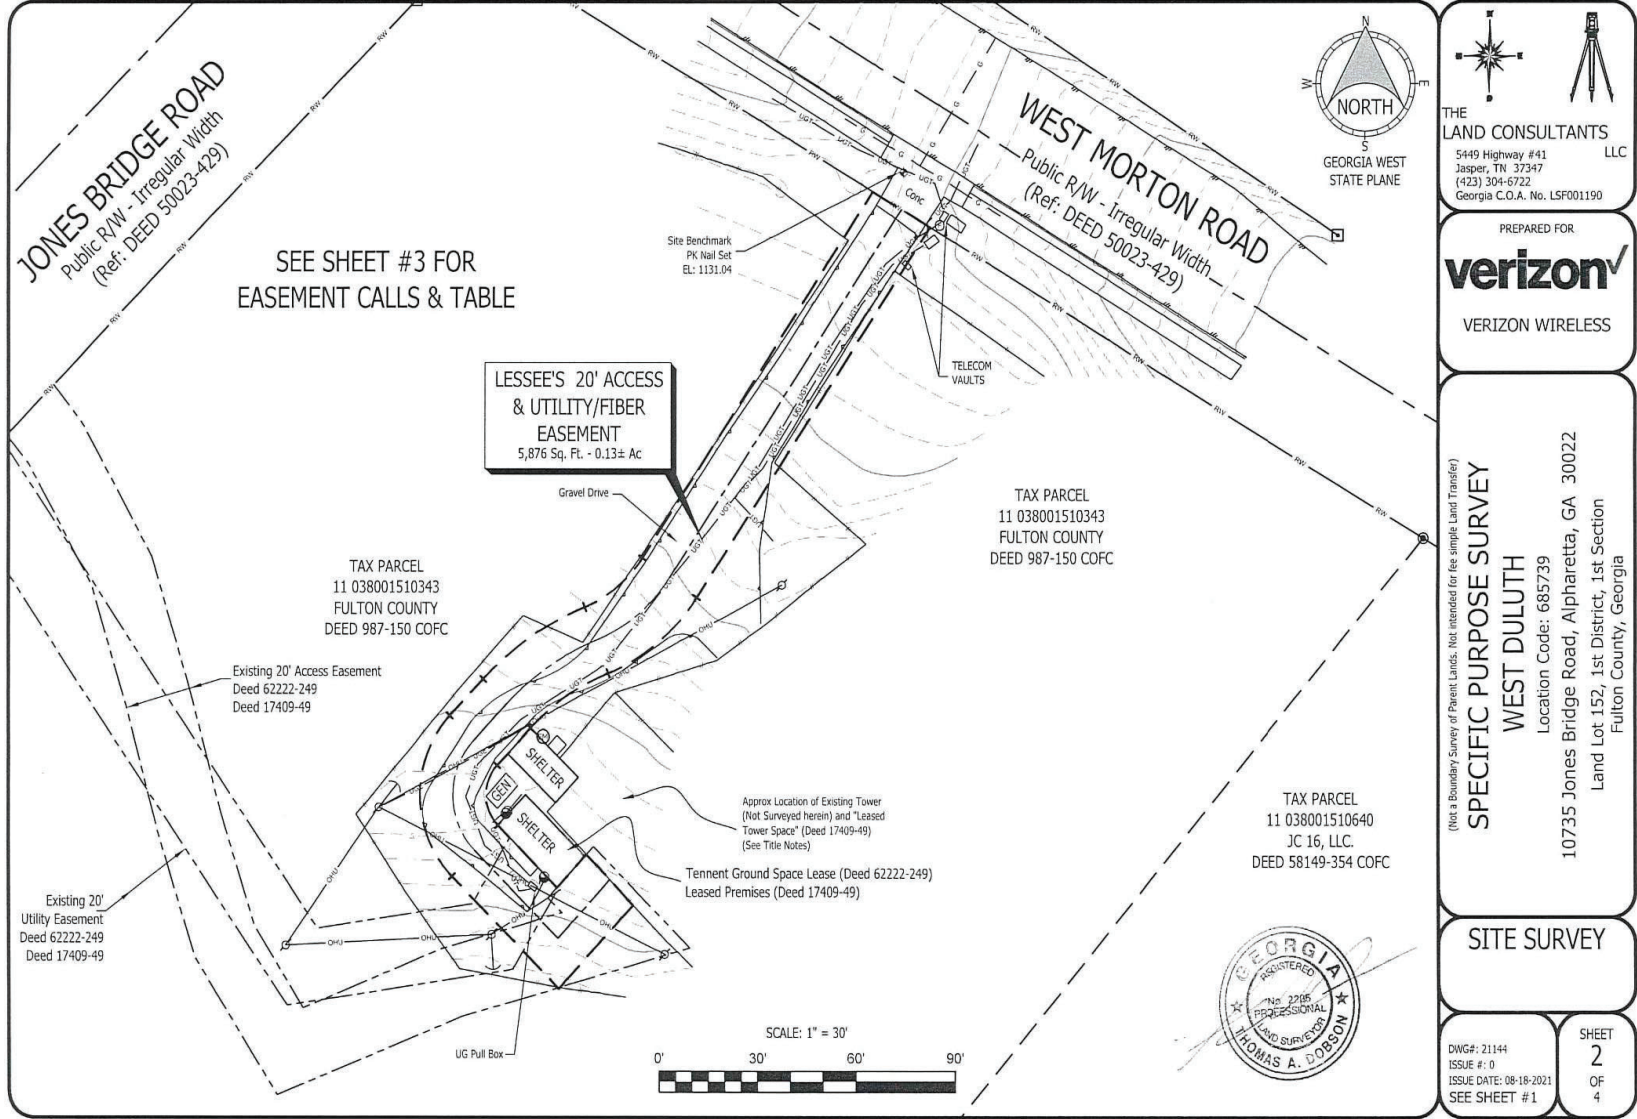 JONES BRIDGE ROAD
Public R/W - Irregular Width
(Ref: DEED 50023-429)
SEE SHEET #3 FOR
EASEMENT CALLS & TABLE
WEST MORTON ROAD
Public R/W - Irregular Width
(Ref: DEED 50023-429)
Site Benchmark
PK Nail Set
EL: 1131.04
Conc
TELECOM
VAULTS
LESSEE'S 20' ACCESS
& UTILITY/FIBER
EASEMENT
5,876 Sq. Ft. - 0.13± Ac
Gravel Drive
TAX PARCEL
11 038001510343
FULTON COUNTY
DEED 987-150 COFC
TAX PARCEL
11 038001510343
FULTON COUNTY
DEED 987-150 COFC
Existing 20' Access Easement
Deed 62222-249
Deed 17409-49
SHELTER
GEN
SHELTER
Approx Location of Existing Tower
(Not Surveyed herein) and "Leased
Tower Space" (Deed 17409-49)
(See Title Notes)
Tennent Ground Space Lease (Deed 62222-249)
Leased Premises (Deed 17409-49)
TAX PARCEL
11 038001510640
JC 16, LLC.
DEED 58149-354 COFC
Existing 20'
Utility Easement
Deed 62222-249
Deed 17409-49
UG Pull Box
SCALE: 1" = 30'
0' 30' 60' 90'
GEORGIA
REGISTERED
No. 2285
PROFESSIONAL
LAND SURVEYOR
THOMAS A. DOBSON
N
W E
NORTH
S
GEORGIA WEST
STATE PLANE
THE
LAND CONSULTANTS
LLC
5449 Highway #41
Jasper, TN 37347
(423) 304-6722
Georgia C.O.A. No. LSF001190
PREPARED FOR
verizon
VERIZON WIRELESS
(Not a Boundary Survey of Parent Lands. Not intended for fee simple Land Transfer)
SPECIFIC PURPOSE SURVEY
WEST DULUTH
Location Code: 685739
10735 Jones Bridge Road, Alpharetta, GA 30022
Land Lot 152, 1st District, 1st Section
Fulton County, Georgia
SITE SURVEY
DWG#: 21144
ISSUE #: 0
ISSUE DATE: 08-18-2021
SEE SHEET #1
SHEET
2
OF
4